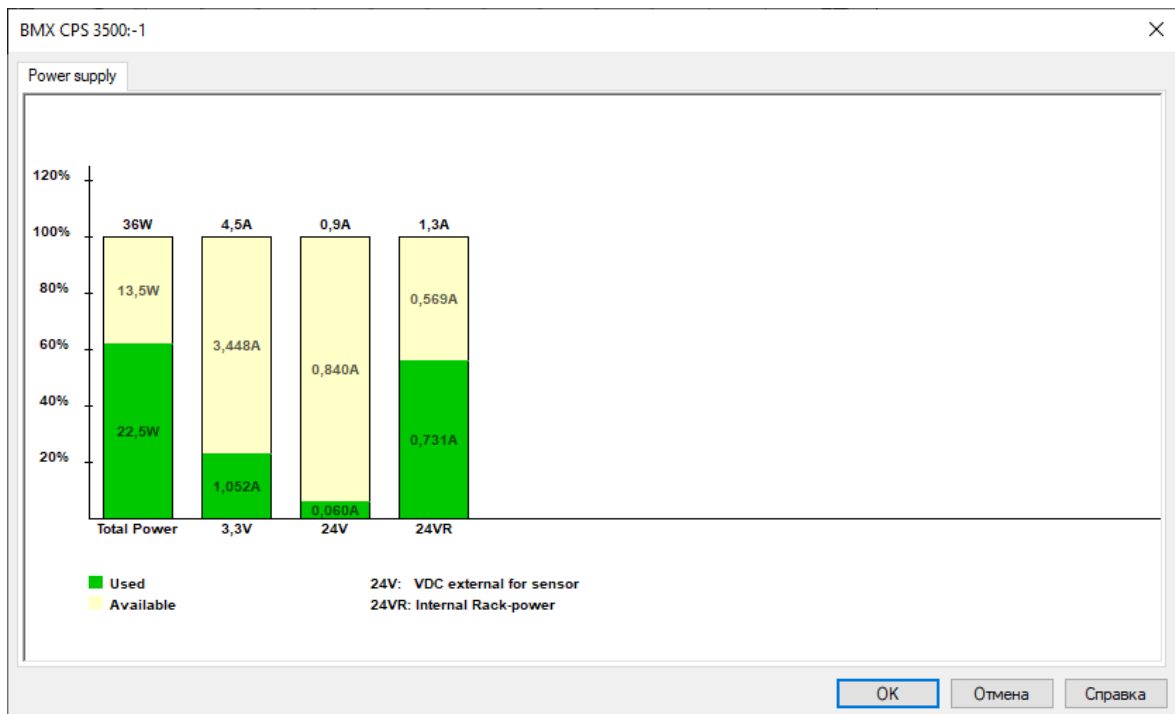 BMX CPS 3500:-1
Power supply
120%
100%
80%
60%
40%
20%
36W
4,5A
0,9A
1,3A
13,5W
3,448A
0,840A
0,569A
22,5W
1,052A
0,060A
0,731A
Total Power
3,3V
24V
24VR
Used
24V: VDC external for sensor
Available
24VR: Internal Rack-power
OK
Отмена
Справка